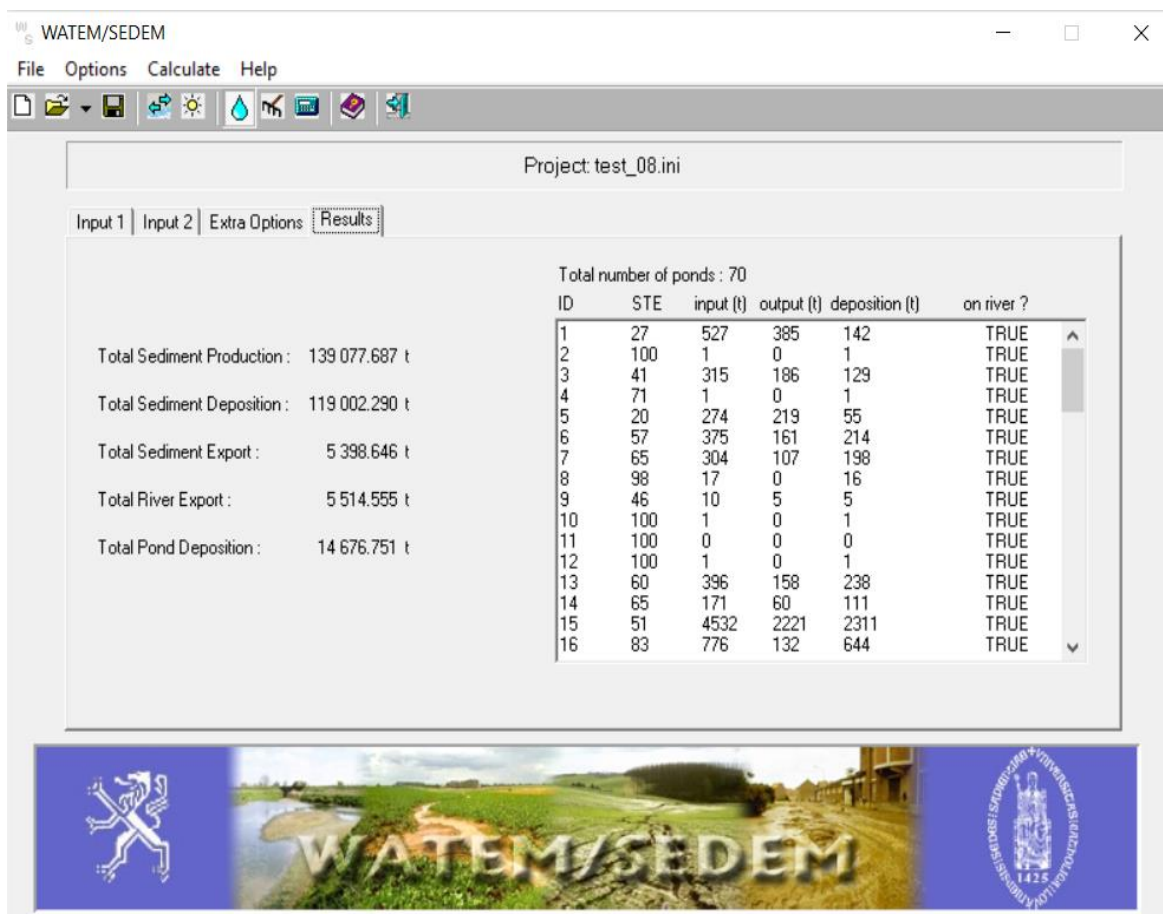 WS WATEM/SEDEM
File Options Calculate Help
Project: test_08.ini
Input 1 Input 2 Extra Options Results
Total Sediment Production : 139 077.687 t
Total Sediment Deposition : 119 002.290 t
Total Sediment Export : 5 398.646 t
Total River Export : 5 514.555 t
Total Pond Deposition : 14 676.751 t
Total number of ponds : 70
ID STE input (t) output (t) deposition (t) on river ?
1 27 527 385 142 TRUE
2 100 1 0 1 TRUE
3 41 315 186 129 TRUE
4 71 1 0 1 TRUE
5 20 274 219 55 TRUE
6 57 375 161 214 TRUE
7 65 304 107 198 TRUE
8 98 17 0 16 TRUE
9 46 10 5 5 TRUE
10 100 1 0 1 TRUE
11 100 0 0 0 TRUE
12 100 1 0 1 TRUE
13 60 396 158 238 TRUE
14 65 171 60 111 TRUE
15 51 4532 2221 2311 TRUE
16 83 776 132 644 TRUE
WATEM/SEDEM
1425